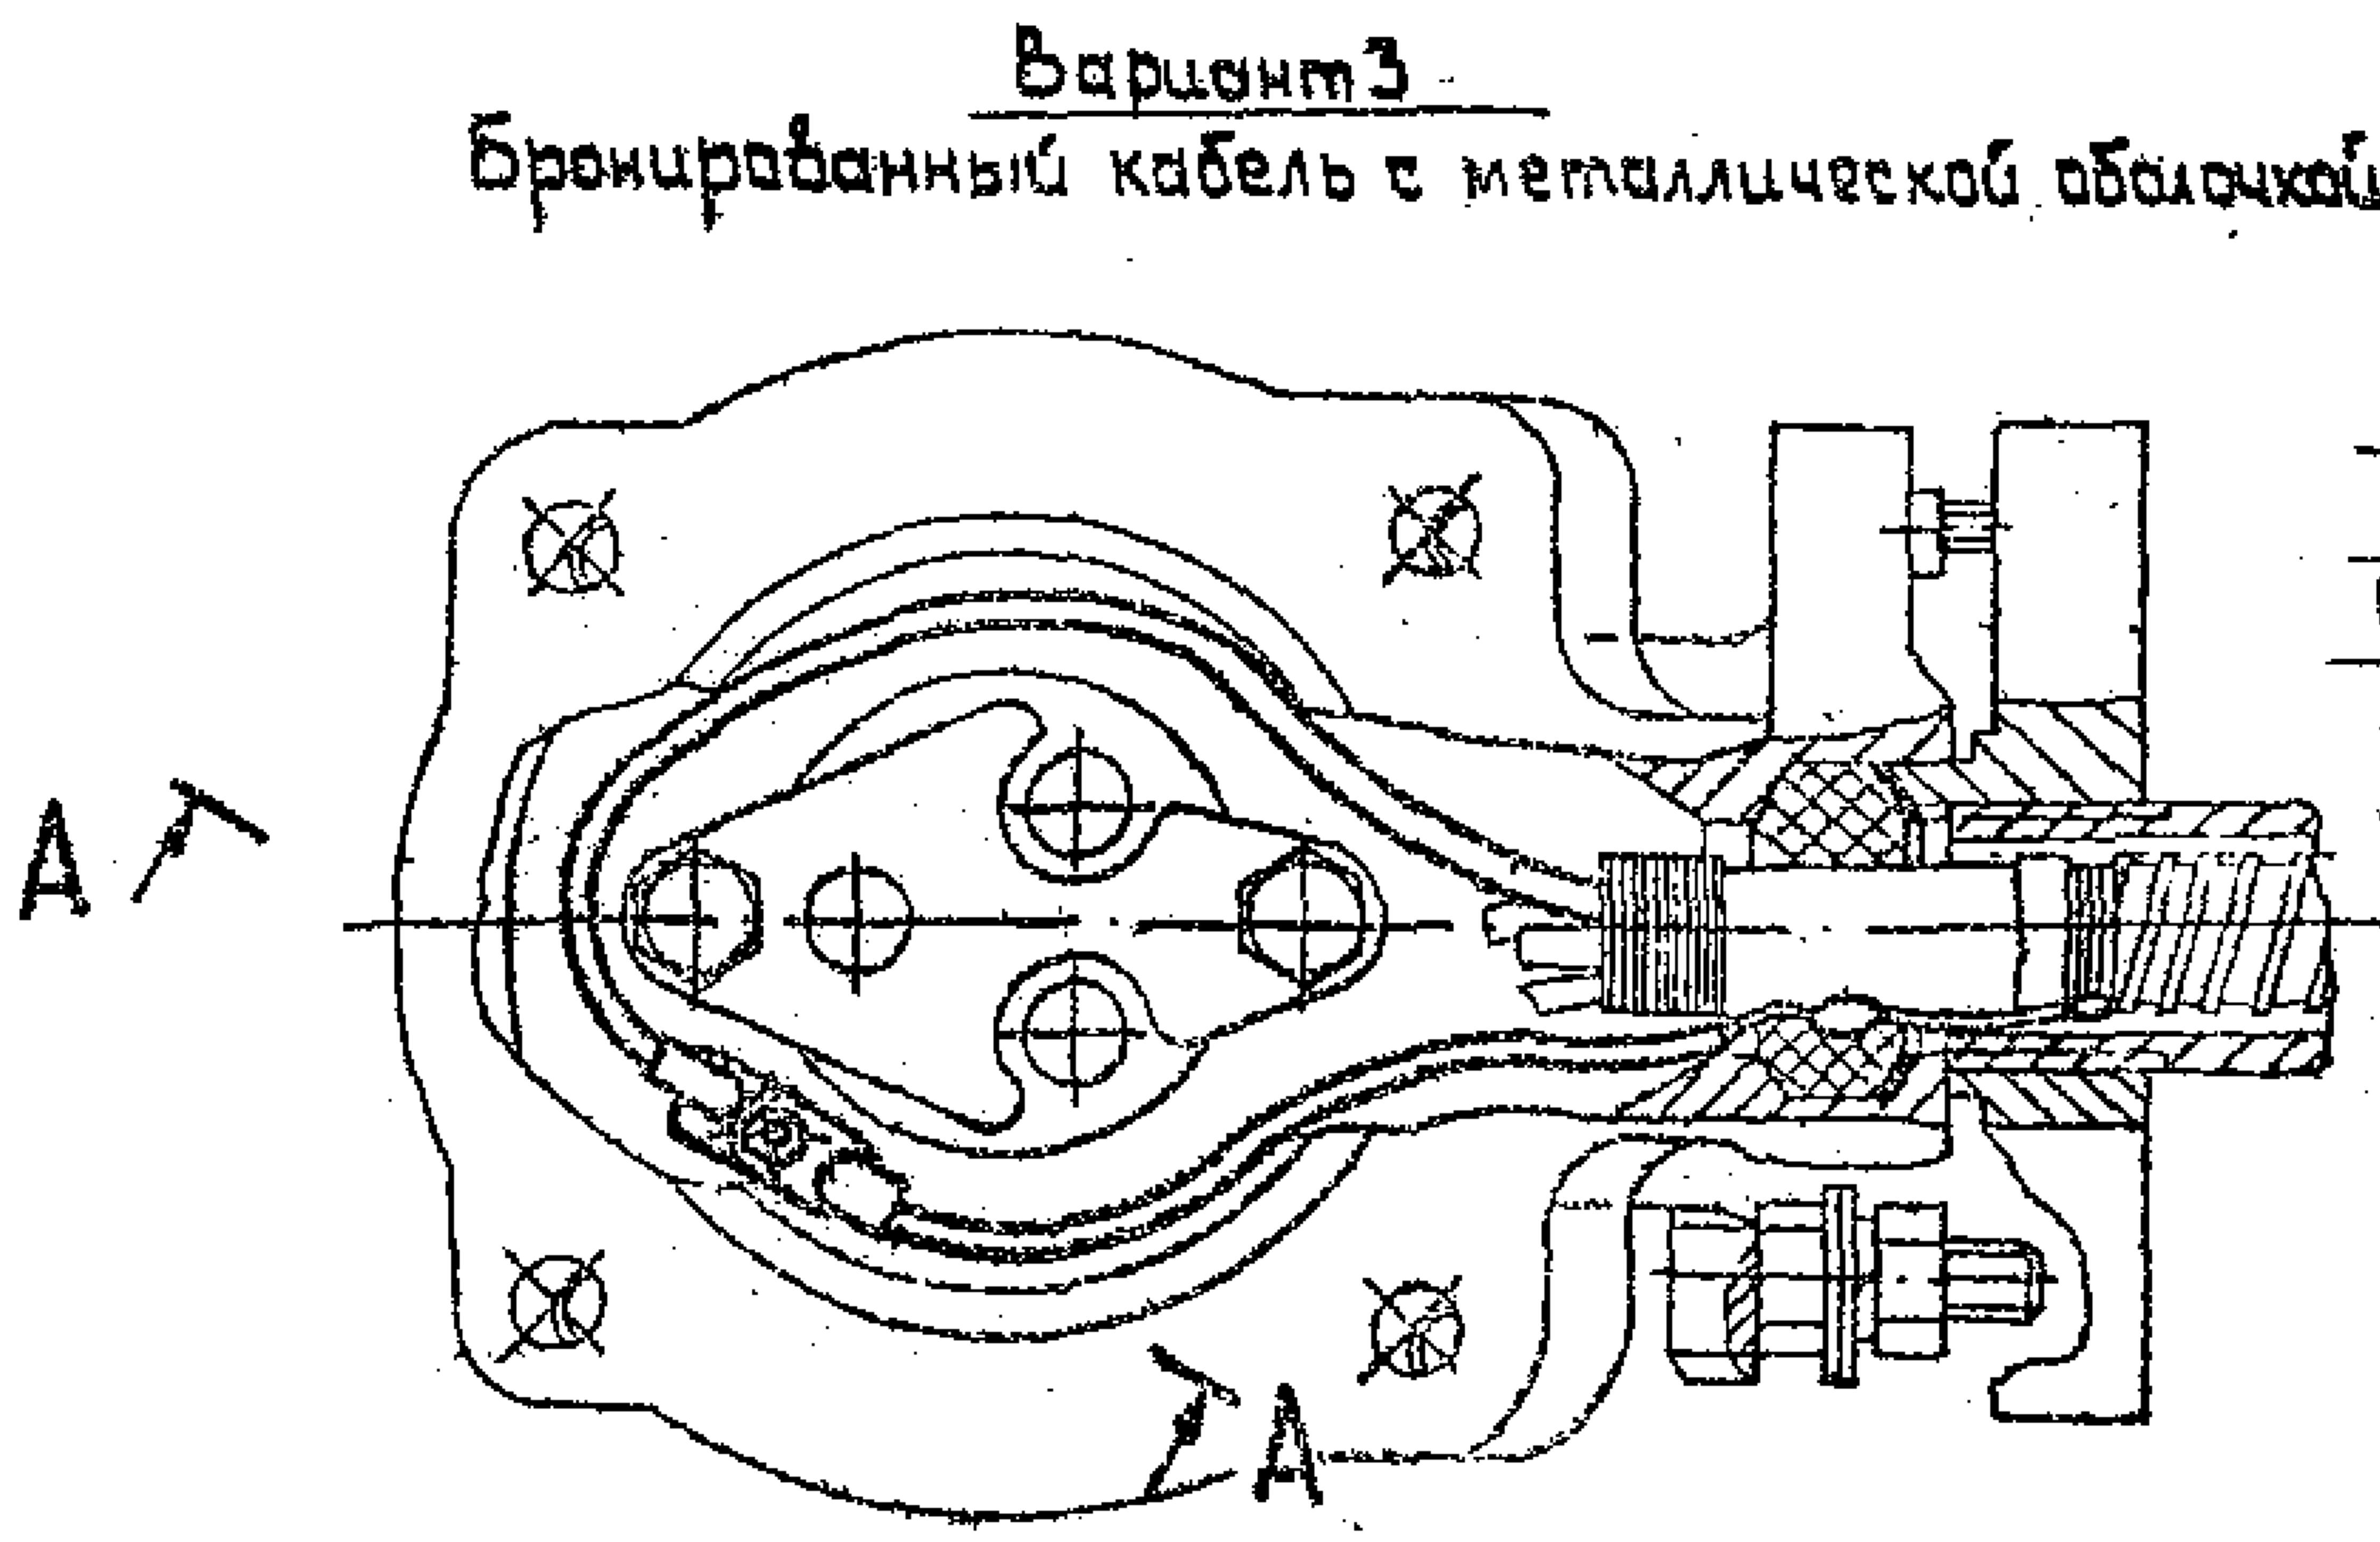 Вариант 3
Бронированный кабель с металлической оболочкой
А
А